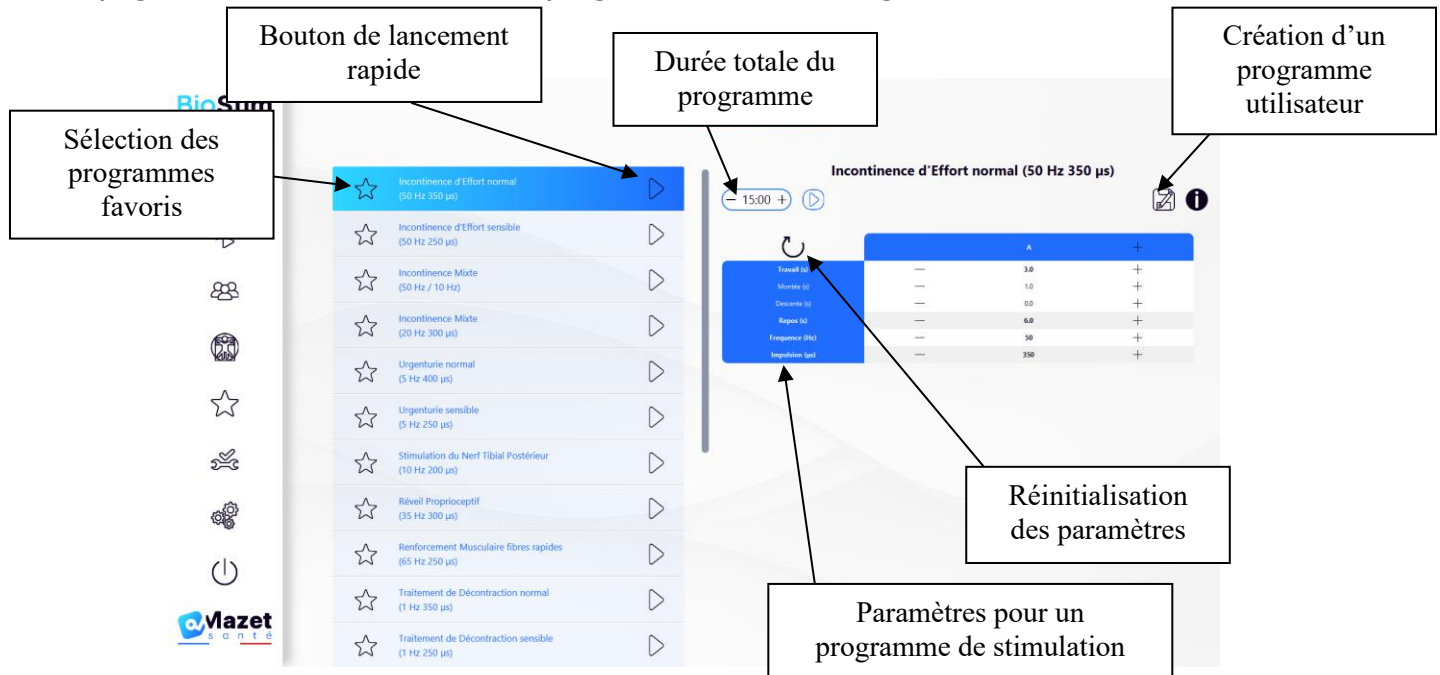 Bouton de lancement
rapide
Durée totale du
programme
Création d’un
programme
utilisateur
BioStim
Sélection des
programmes
favoris
Incontinence d'Effort normal
(50 Hz 350 µs)
Incontinence d'Effort sensible
(50 Hz 250 µs)
Incontinence Mixte
(50 Hz / 10 Hz)
Incontinence Mixte
(20 Hz 300 µs)
Urgenturie normal
(5 Hz 400 µs)
Urgenturie sensible
(5 Hz 250 µs)
Stimulation du Nerf Tibial Postérieur
(10 Hz 200 µs)
Réveil Proprioceptif
(35 Hz 300 µs)
Renforcement Musculaire fibres rapides
(65 Hz 250 µs)
Traitement de Décontraction normal
(1 Hz 350 µs)
Traitement de Décontraction sensible
(1 Hz 250 µs)
Incontinence d'Effort normal (50 Hz 350 µs)
− 15:00 +
A +
Travail (s) − 3.0 +
Montée (s) − 1.0 +
Descente (s) − 0.0 +
Repos (s) − 6.0 +
Frequence (Hz) − 50 +
Impulsion (µs) − 350 +
Réinitialisation
des paramètres
Paramètres pour un
programme de stimulation
Mazet
santé